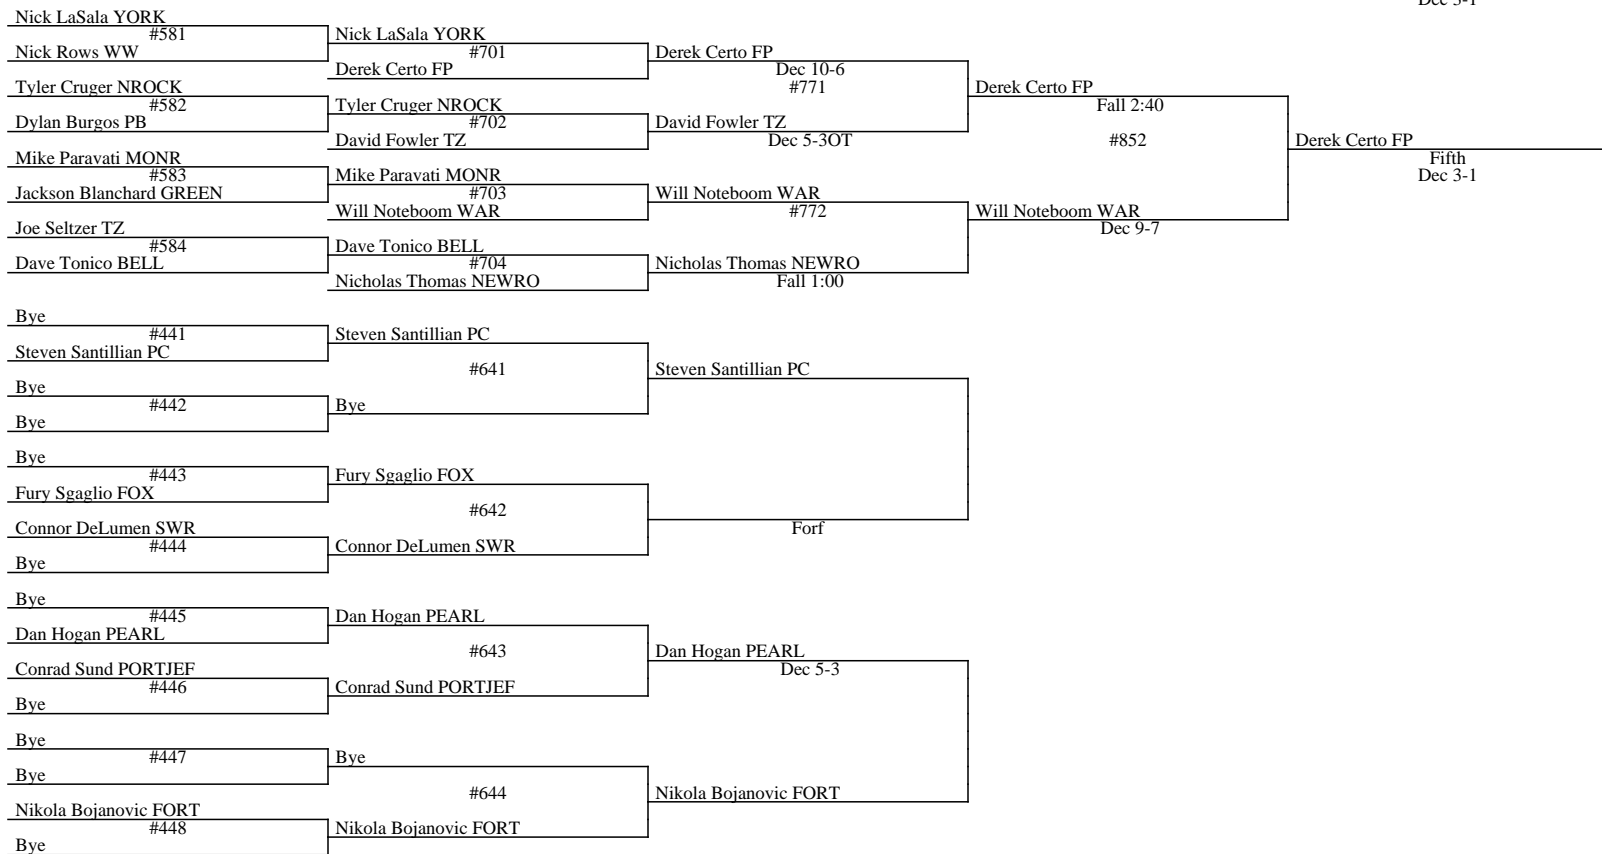 Dec 3-1
Nick LaSala YORK
#581
Nick Rows WW
Nick LaSala YORK
#701
Derek Certo FP
Derek Certo FP
Dec 10-6
#771
Tyler Cruger NROCK
#582
Dylan Burgos PB
Tyler Cruger NROCK
#702
David Fowler TZ
David Fowler TZ
Dec 5-3OT
Derek Certo FP
Fall 2:40
#852
Derek Certo FP
Fifth
Dec 3-1
Mike Paravati MONR
#583
Jackson Blanchard GREEN
Mike Paravati MONR
#703
Will Noteboom WAR
Will Noteboom WAR
#772
Will Noteboom WAR
Dec 9-7
Joe Seltzer TZ
#584
Dave Tonico BELL
Dave Tonico BELL
#704
Nicholas Thomas NEWRO
Nicholas Thomas NEWRO
Fall 1:00
Bye
#441
Steven Santillian PC
Steven Santillian PC
#641
Steven Santillian PC
Bye
#442
Bye
Bye
Bye
#443
Fury Sgaglio FOX
Fury Sgaglio FOX
#642
Forf
Connor DeLumen SWR
#444
Bye
Connor DeLumen SWR
Bye
#445
Dan Hogan PEARL
Dan Hogan PEARL
#643
Dan Hogan PEARL
Dec 5-3
Conrad Sund PORTJEF
#446
Bye
Conrad Sund PORTJEF
Bye
#447
Bye
Bye
#644
Nikola Bojanovic FORT
Nikola Bojanovic FORT
#448
Bye
Nikola Bojanovic FORT